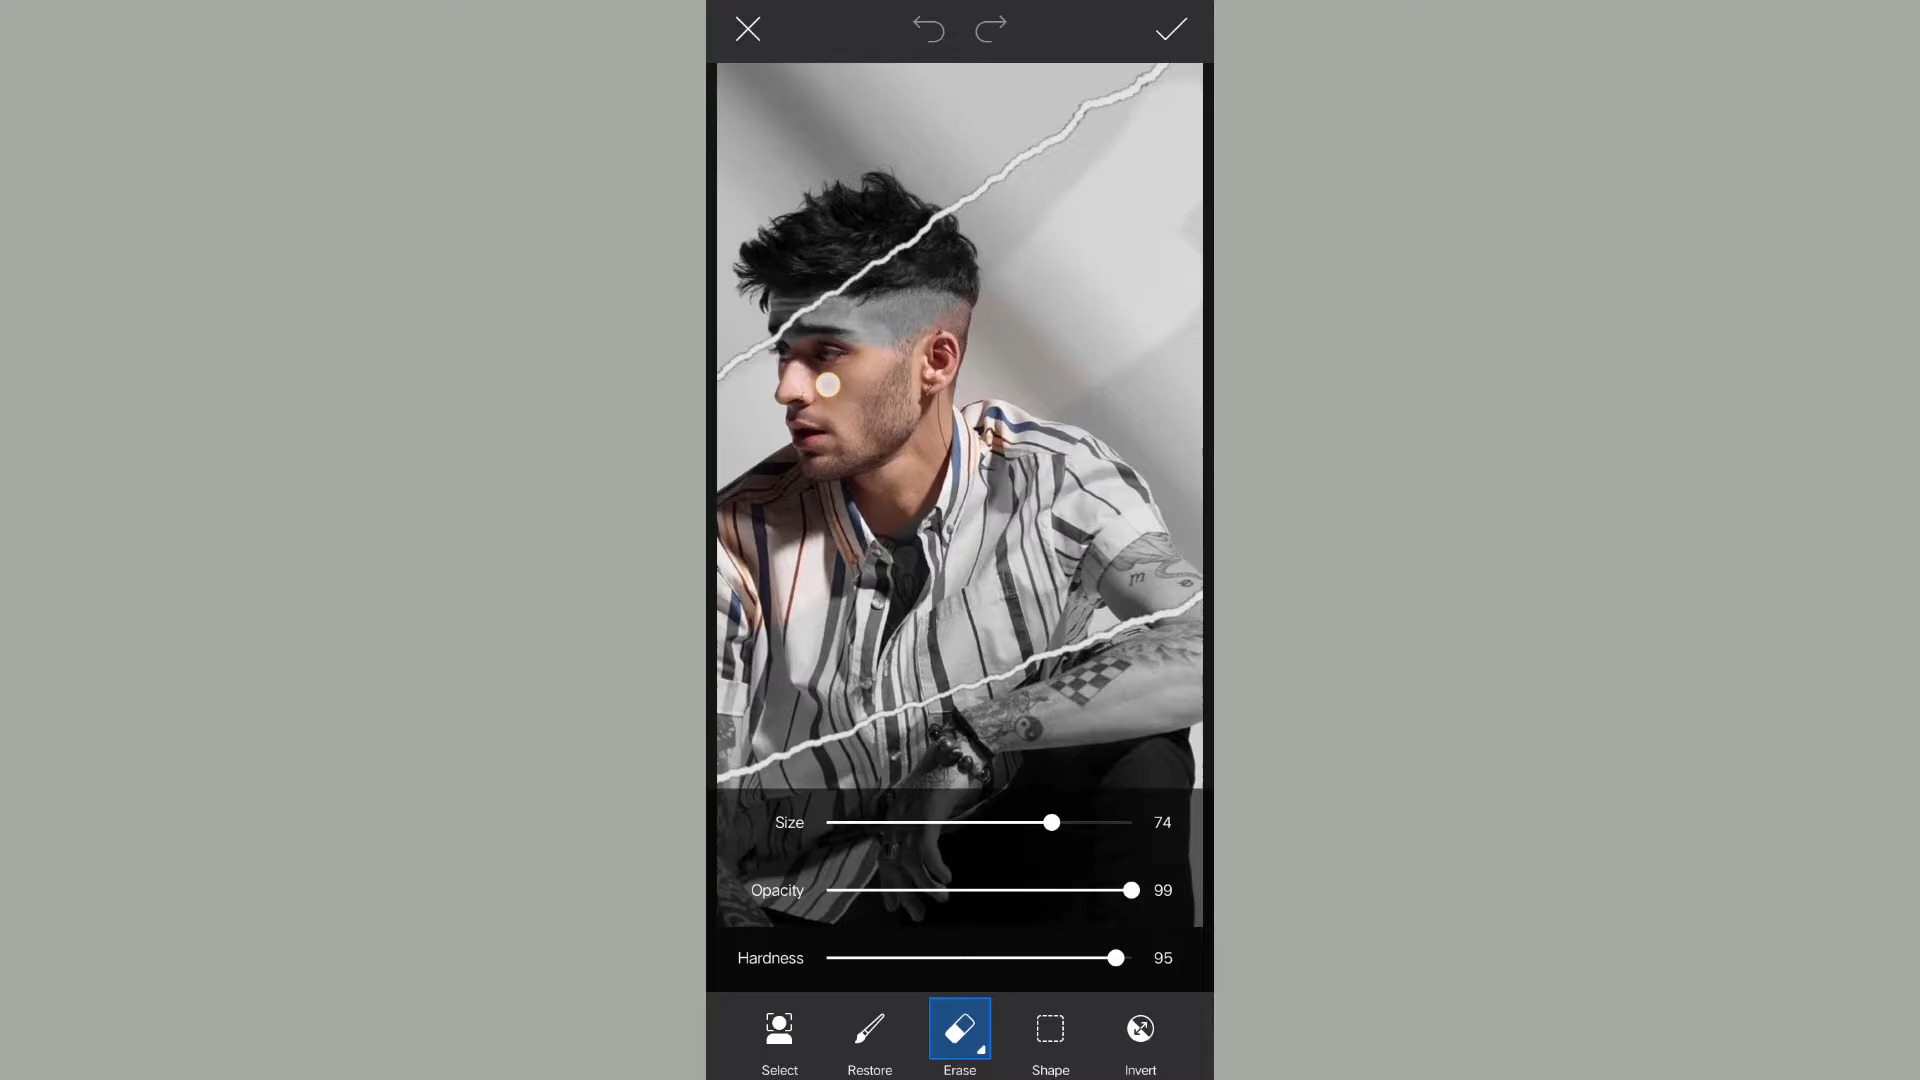 m
Size 74
Opacity 99
Hardness 95
Select Restore Erase Shape Invert